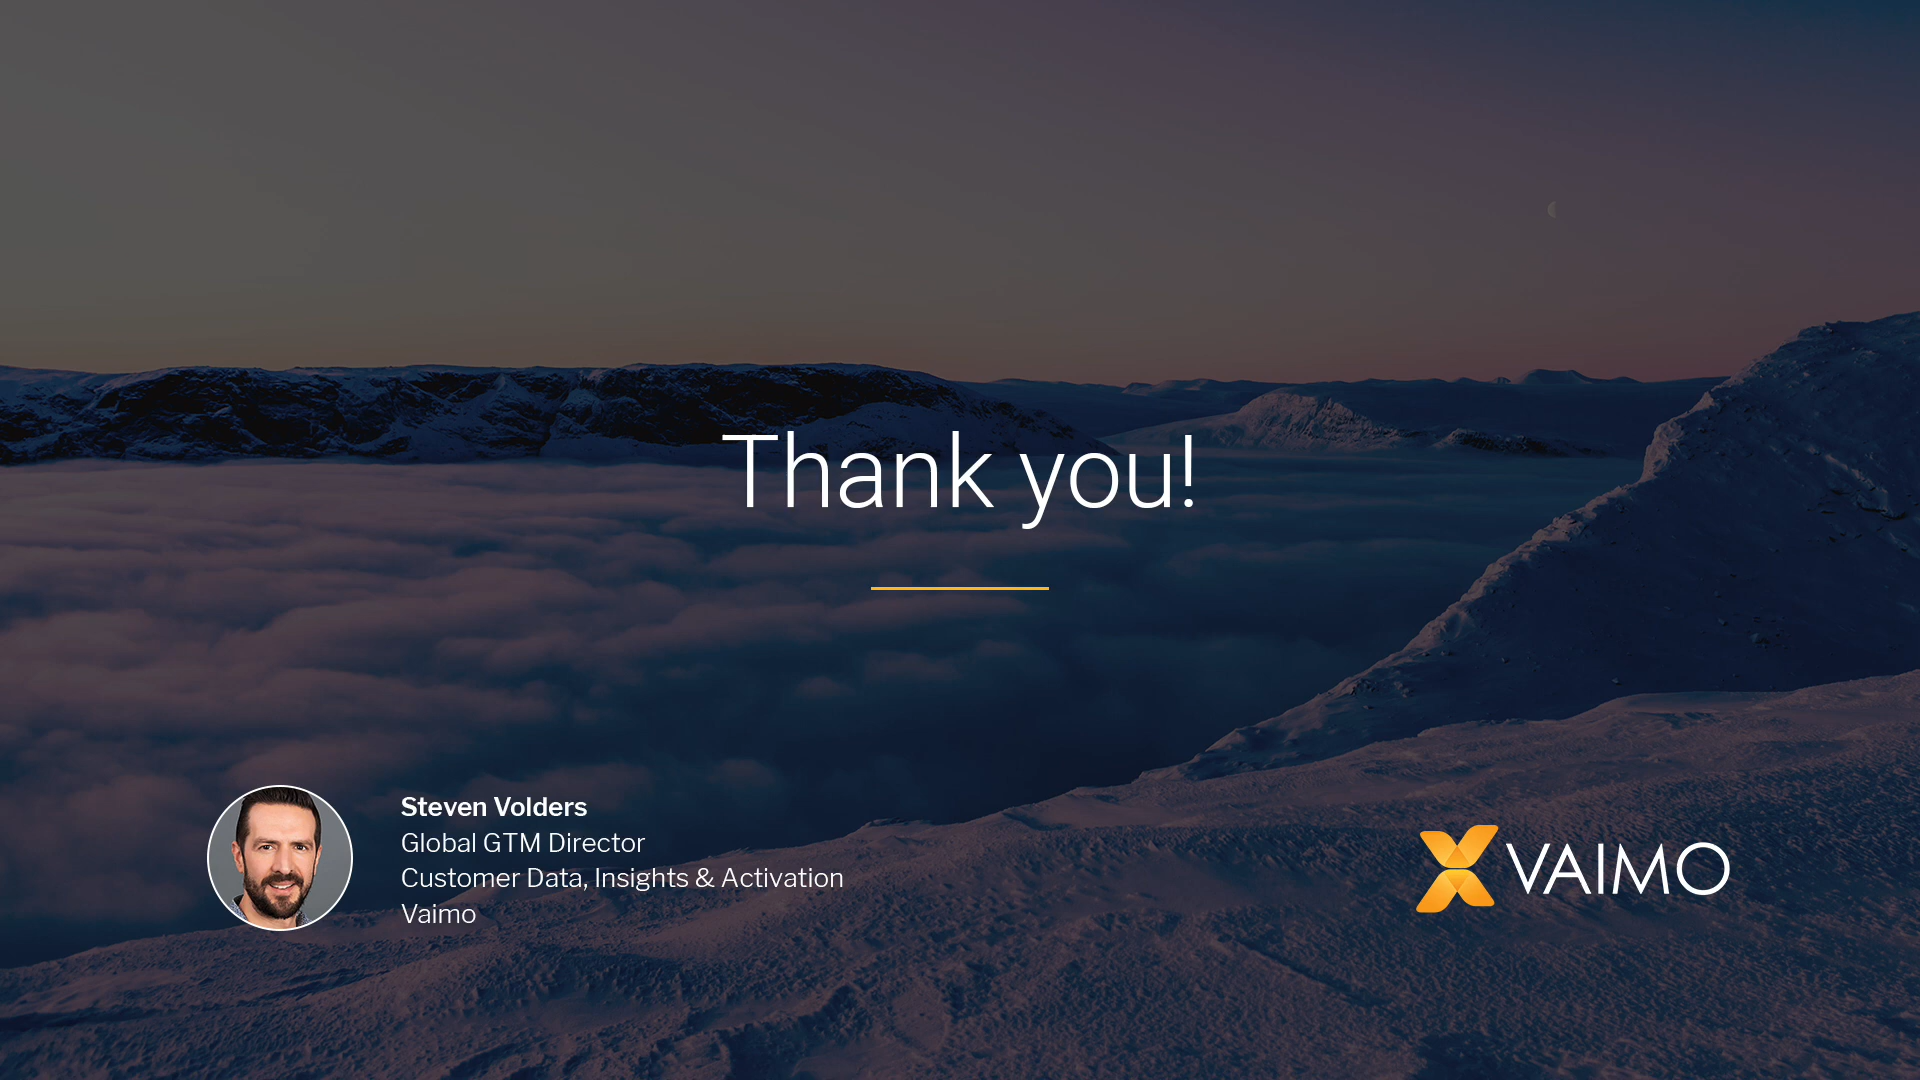 Thank you!
Steven Volders
Global GTM Director
Customer Data, Insights & Activation
Vaimo
VAIMO